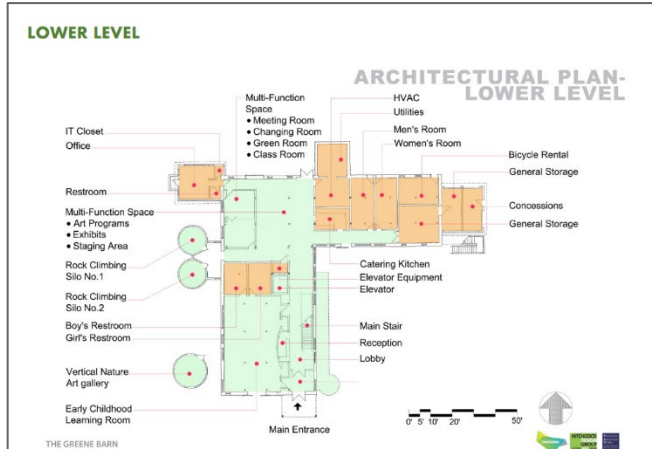 LOWER LEVEL
ARCHITECTURAL PLAN-
LOWER LEVEL
Multi-Function
Space
• Meeting Room
• Changing Room
• Green Room
• Class Room
HVAC
Utilities
Men's Room
Women's Room
Bicycle Rental
General Storage
Concessions
General Storage
IT Closet
Office
Restroom
Multi-Function Space
• Art Programs
• Exhibits
• Staging Area
Rock Climbing
Silo No.1
Rock Climbing
Silo No.2
Boy's Restroom
Girl's Restroom
Vertical Nature
Art gallery
Early Childhood
Learning Room
Catering Kitchen
Elevator Equipment
Elevator
Main Stair
Reception
Lobby
Main Entrance
0' 5' 10' 20' 50'
THE GREENE BARN
HITCHCOCK
GROUP